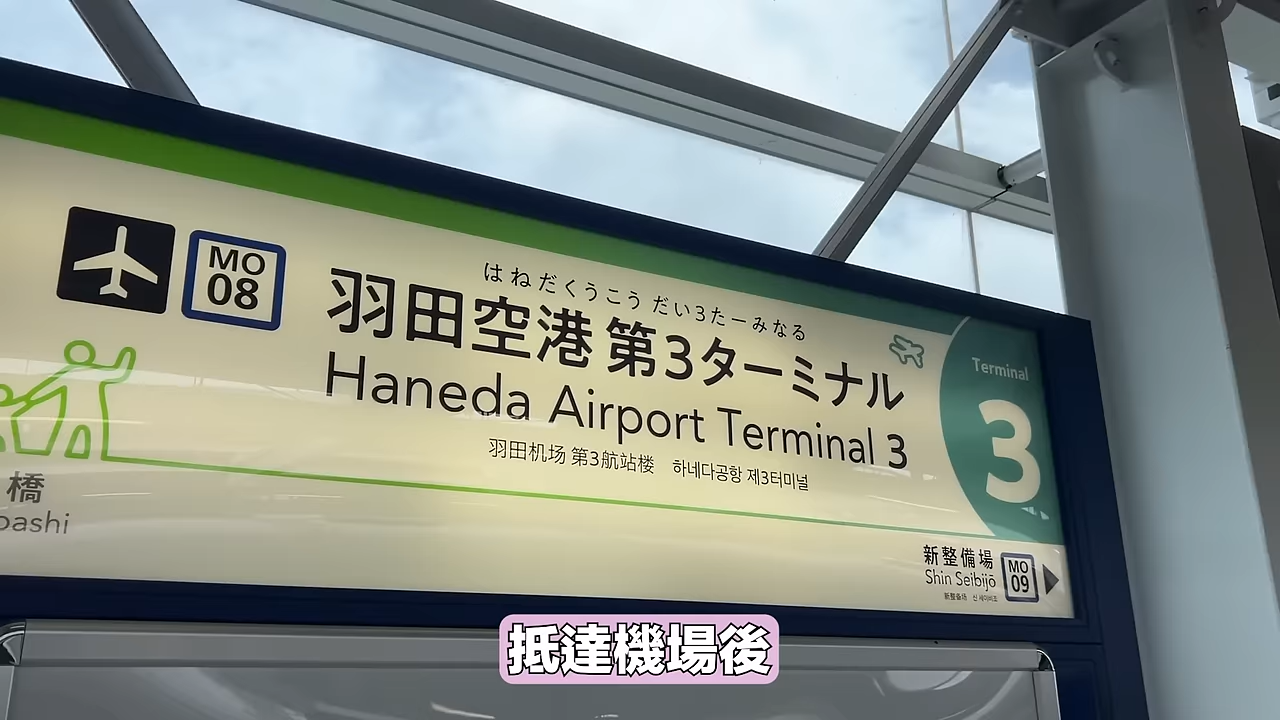 MO
08
はねだくうこう だい3たーみなる
羽田空港 第3ターミナル
Haneda Airport Terminal 3
羽田机场 第3航站楼 하네다공항 제3터미널
Terminal
3
橋
bashi
新整備場
Shin Seibijō
MO
09
抵達機場後